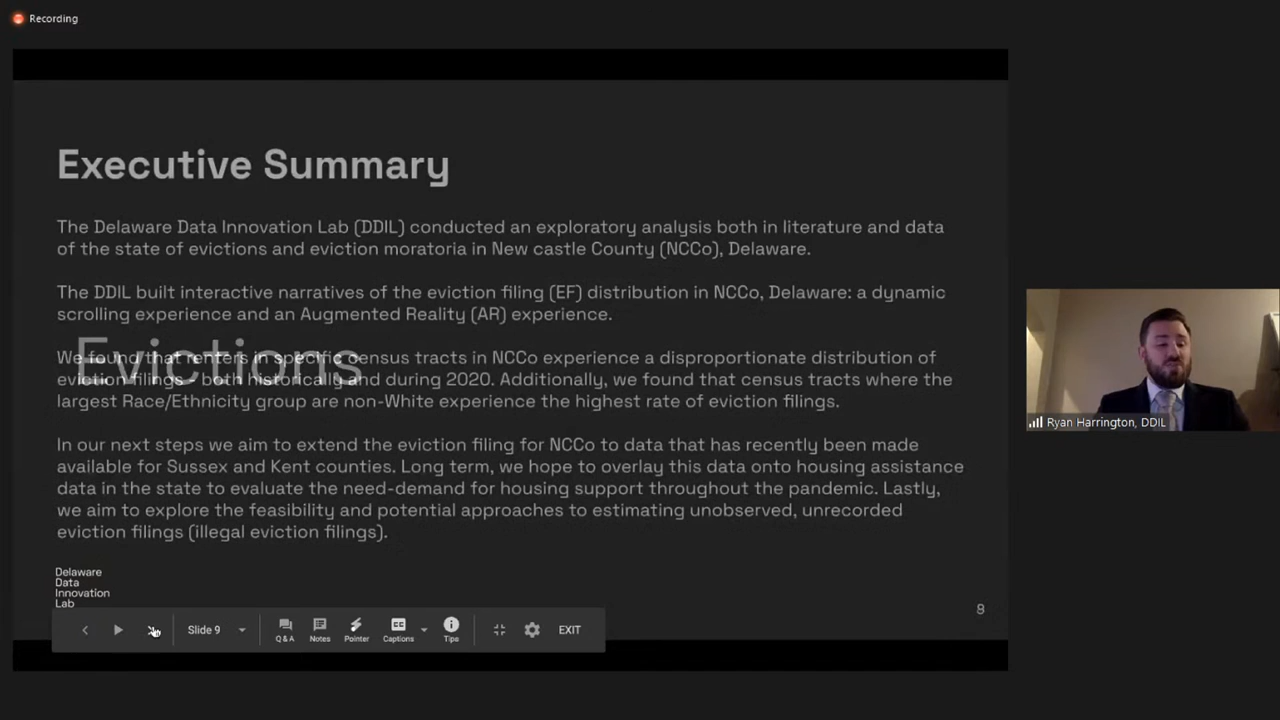 Recording
Executive Summary
The Delaware Data Innovation Lab (DDIL) conducted an exploratory analysis both in literature and data
of the state of evictions and eviction moratoria in New castle County (NCCo), Delaware.
The DDIL built interactive narratives of the eviction filing (EF) distribution in NCCo, Delaware: a dynamic
scrolling experience and an Augmented Reality (AR) experience.
Evictions
We found that renters in specific census tracts in NCCo experience a disproportionate distribution of
eviction filings - both historically and during 2020. Additionally, we found that census tracts where the
largest Race/Ethnicity group are non-White experience the highest rate of eviction filings.
In our next steps we aim to extend the eviction filing for NCCo to data that has recently been made
available for Sussex and Kent counties. Long term, we hope to overlay this data onto housing assistance
data in the state to evaluate the need-demand for housing support throughout the pandemic. Lastly,
we aim to explore the feasibility and potential approaches to estimating unobserved, unrecorded
eviction filings (illegal eviction filings).
Delaware
Data
Innovation
Lab
9
Slide 9
Q & A
Notes
Pointer
CC
Captions
Tips
EXIT
Ryan Harrington, DDIL